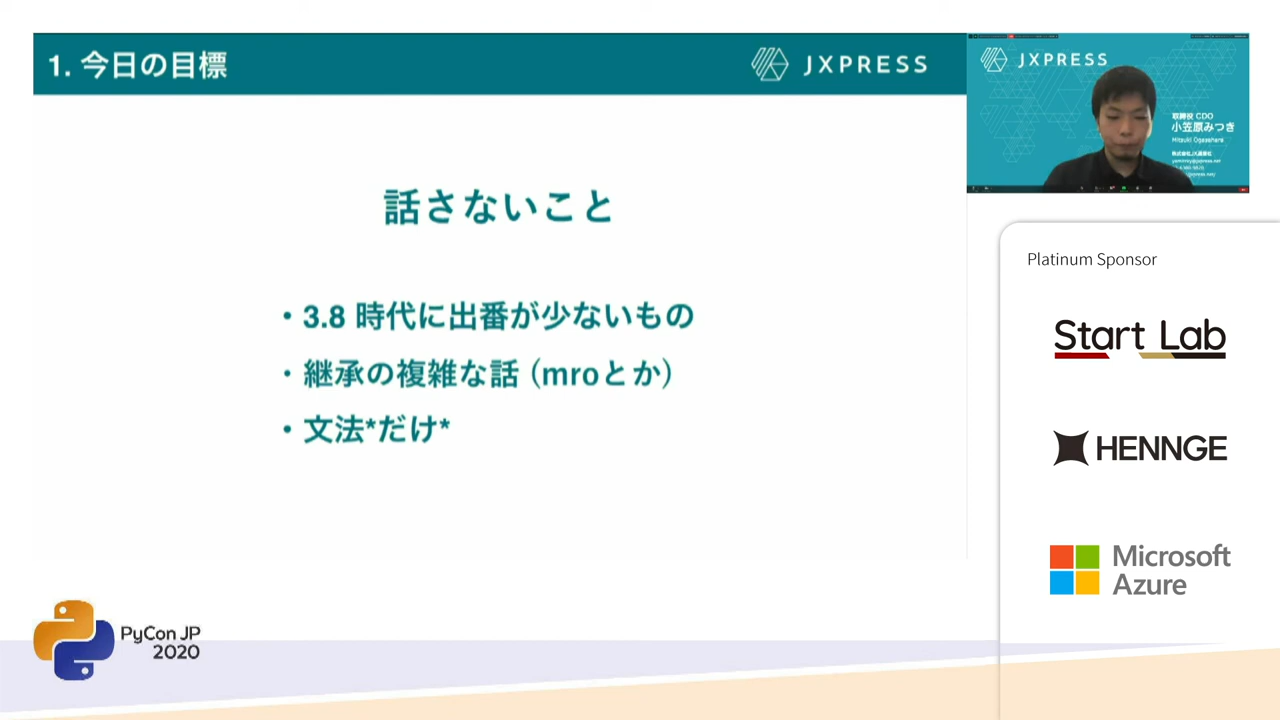 1. 今日の目標
JXPRESS
話さないこと
・3.8 時代に出番が少ないもの
・継承の複雑な話 (mroとか)
・文法*だけ*
JXPRESS
取締役 CDO
小笠原みつき
Mitsuki Ogasahara
株式会社JX通信社
Platinum Sponsor
Start Lab
HENNGE
Microsoft
Azure
PyCon JP
2020